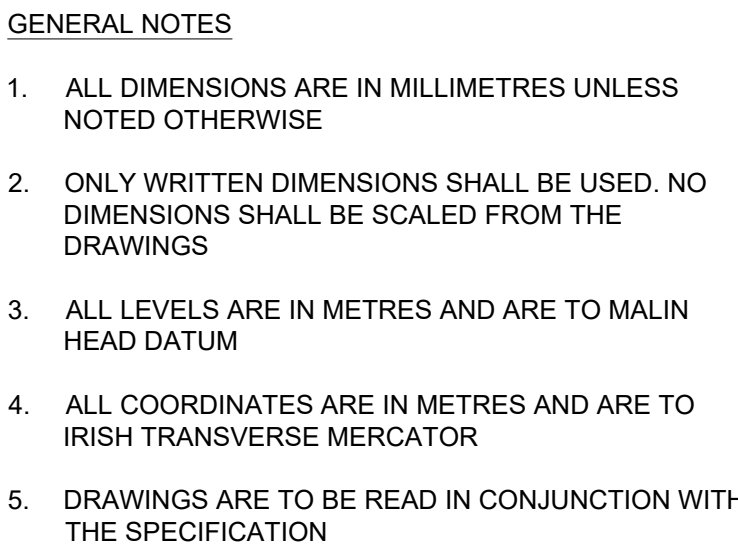 GENERAL NOTES
1. ALL DIMENSIONS ARE IN MILLIMETRES UNLESS
NOTED OTHERWISE
2. ONLY WRITTEN DIMENSIONS SHALL BE USED. NO
DIMENSIONS SHALL BE SCALED FROM THE
DRAWINGS
3. ALL LEVELS ARE IN METRES AND ARE TO MALIN
HEAD DATUM
4. ALL COORDINATES ARE IN METRES AND ARE TO
IRISH TRANSVERSE MERCATOR
5. DRAWINGS ARE TO BE READ IN CONJUNCTION WITH
THE SPECIFICATION